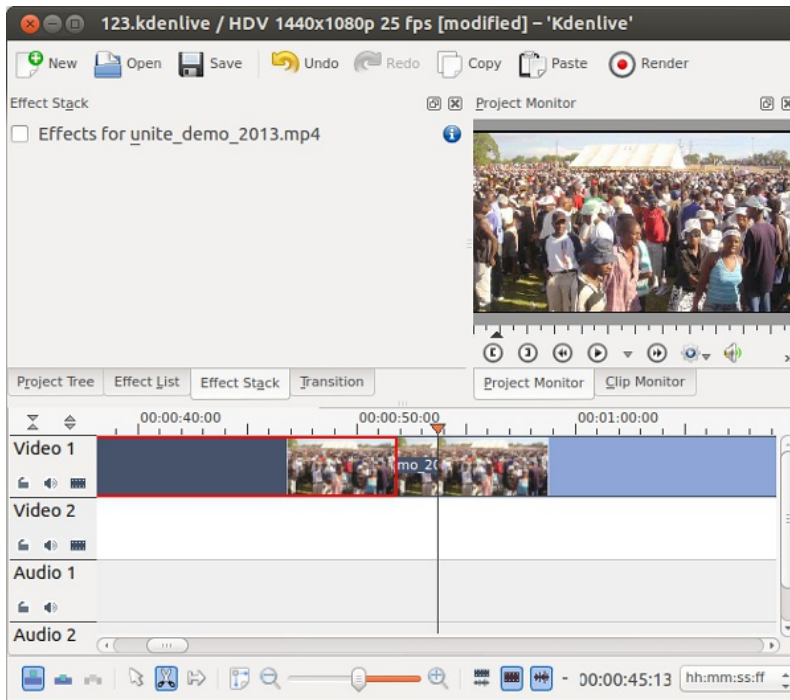 123.kdenlive / HDV 1440x1080p 25 fps [modified] – 'Kdenlive'
New Open Save Undo Redo Copy Paste Render
Effect Stack
Project Monitor
Effects for unite_demo_2013.mp4
Project Tree Effect List Effect Stack Transition
Project Monitor Clip Monitor
00:00:40:00 00:00:50:00 00:01:00:00
Video 1
mo_20
Video 2
Audio 1
Audio 2
00:00:45:13 hh:mm:ss:ff